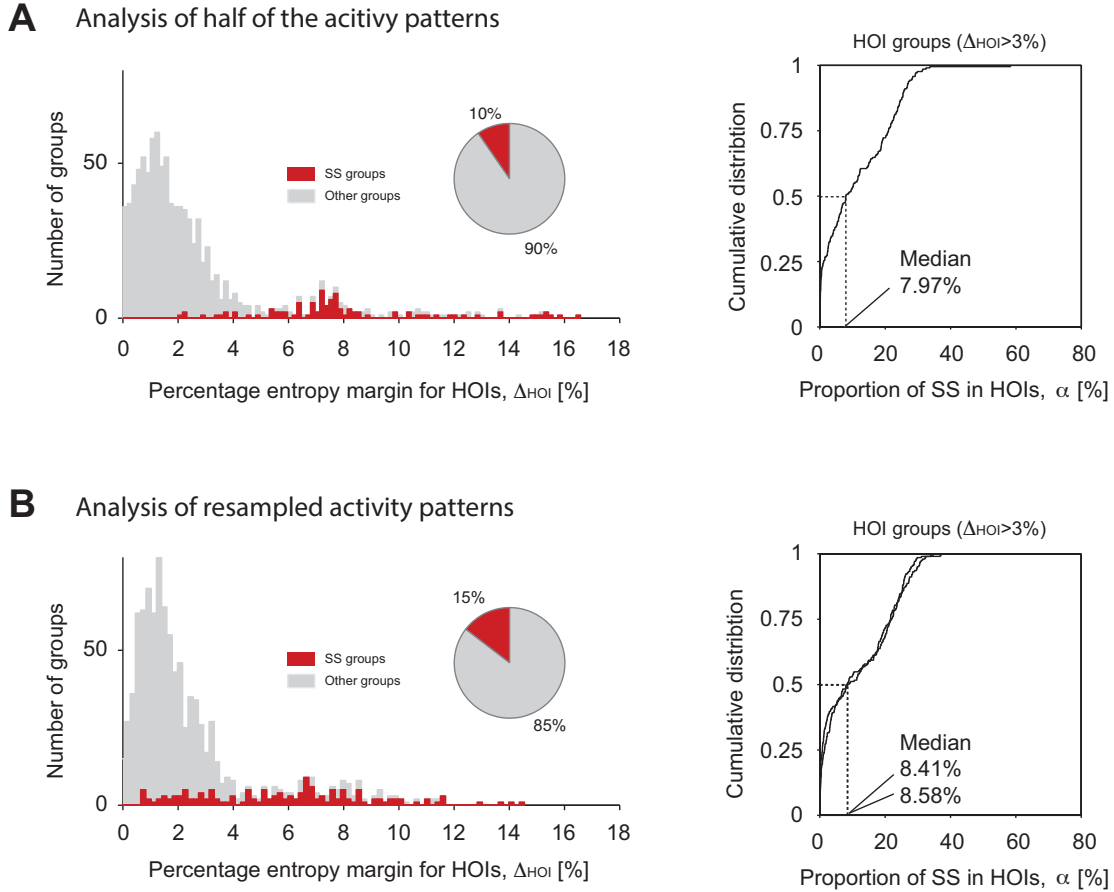 A
Analysis of half of the acitivy patterns
Number of groups
50
0
0 2 4 6 8 10 12 14 16 18
Percentage entropy margin for HOIs, ΔHOI [%]
SS groups
Other groups
10%
90%
HOI groups (ΔHOI>3%)
Cumulative distribtion
1
0.75
0.5
0.25
0
Median
7.97%
0 20 40 60 80
Proportion of SS in HOIs, α [%]
B
Analysis of resampled activity patterns
Number of groups
50
0
0 2 4 6 8 10 12 14 16 18
Percentage entropy margin for HOIs, ΔHOI [%]
SS groups
Other groups
15%
85%
HOI groups (ΔHOI>3%)
Cumulative distribtion
1
0.75
0.5
0.25
0
Median
8.41%
8.58%
0 20 40 60 80
Proportion of SS in HOIs, α [%]